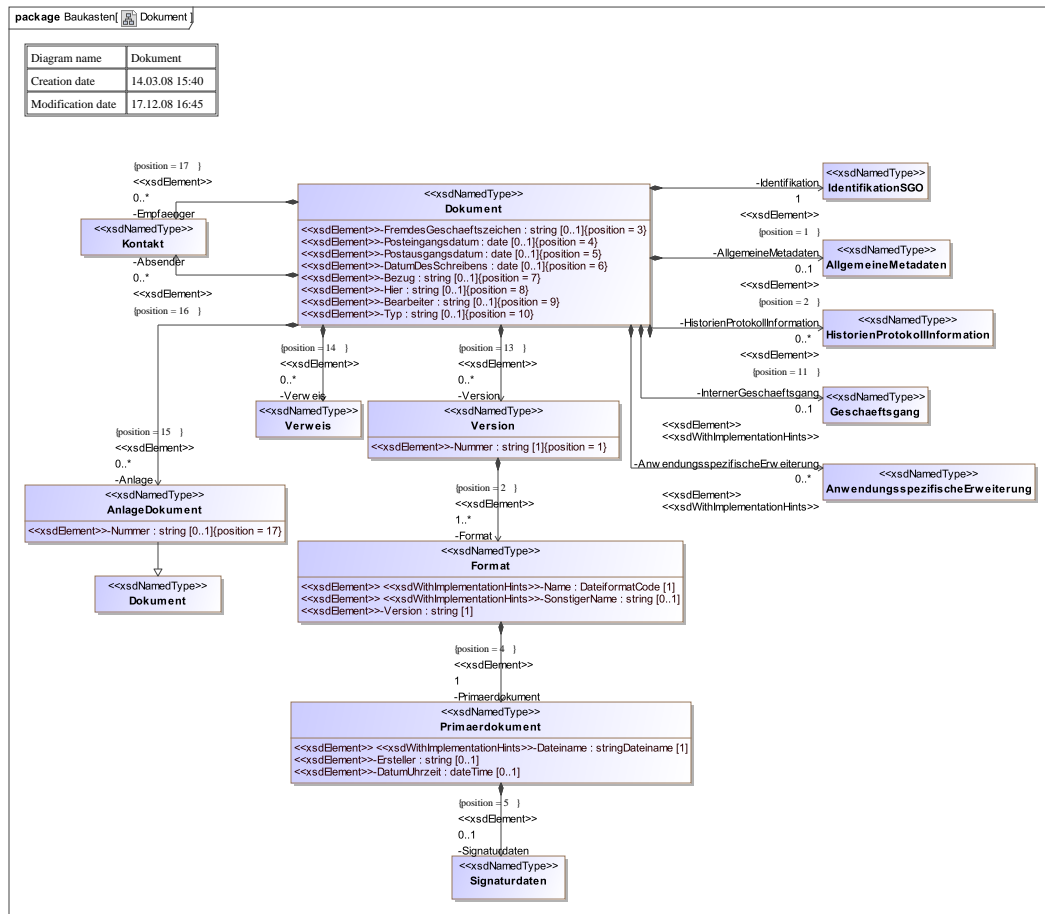 package Baukasten[ Dokument ]
Diagram name Dokument
Creation date 14.03.08 15:40
Modification date 17.12.08 16:45
{position = 17 }
<<xsdElement>>
0..*
-Empfaenger
<<xsdNamedType>>
Kontakt
-Absender
0..*
<<xsdElement>>
{position = 16 }
<<xsdNamedType>>
Dokument
<<xsdElement>>-FremdesGeschaeftszeichen : string [0..1]{position = 3}
<<xsdElement>>-Posteingangsdatum : date [0..1]{position = 4}
<<xsdElement>>-Postausgangsdatum : date [0..1]{position = 5}
<<xsdElement>>-DatumDesSchreibens : date [0..1]{position = 6}
<<xsdElement>>-Bezug : string [0..1]{position = 7}
<<xsdElement>>-Hier : string [0..1]{position = 8}
<<xsdElement>>-Bearbeiter : string [0..1]{position = 9}
<<xsdElement>>-Typ : string [0..1]{position = 10}
-Identifikation
1
<<xsdElement>>
{position = 1 }
<<xsdNamedType>>
IdentifikationSGO
-AllgemeineMetadaten
0..1
<<xsdElement>>
{position = 2 }
<<xsdNamedType>>
AllgemeineMetadaten
-HistorienProtokollInformation
0..*
<<xsdElement>>
{position = 11 }
<<xsdNamedType>>
HistorienProtokollInformation
-InternerGeschaeftsgang
0..1
<<xsdElement>>
<<xsdWithImplementationHints>>
<<xsdNamedType>>
Geschaeftsgang
-AnwendungsspezifischeErweiterung
0..*
<<xsdElement>>
<<xsdWithImplementationHints>>
<<xsdNamedType>>
AnwendungsspezifischeErweiterung
{position = 14 }
<<xsdElement>>
0..*
-Verweis
<<xsdNamedType>>
Verweis
{position = 13 }
<<xsdElement>>
0..*
-Version
<<xsdNamedType>>
Version
<<xsdElement>>-Nummer : string [1]{position = 1}
{position = 15 }
<<xsdElement>>
0..*
-Anlage
<<xsdNamedType>>
AnlageDokument
<<xsdElement>>-Nummer : string [0..1]{position = 17}
<<xsdNamedType>>
Dokument
{position = 2 }
<<xsdElement>>
1..*
-Format
<<xsdNamedType>>
Format
<<xsdElement>> <<xsdWithImplementationHints>>-Name : DateiformatCode [1]
<<xsdElement>> <<xsdWithImplementationHints>>-SonstigerName : string [0..1]
<<xsdElement>>-Version : string [1]
{position = 4 }
<<xsdElement>>
1
-Primaerdokument
<<xsdNamedType>>
Primaerdokument
<<xsdElement>> <<xsdWithImplementationHints>>-Dateiname : stringDateiname [1]
<<xsdElement>>-Ersteller : string [0..1]
<<xsdElement>>-DatumUhrzeit : dateTime [0..1]
{position = 5 }
<<xsdElement>>
0..1
-Signaturdaten
<<xsdNamedType>>
Signaturdaten